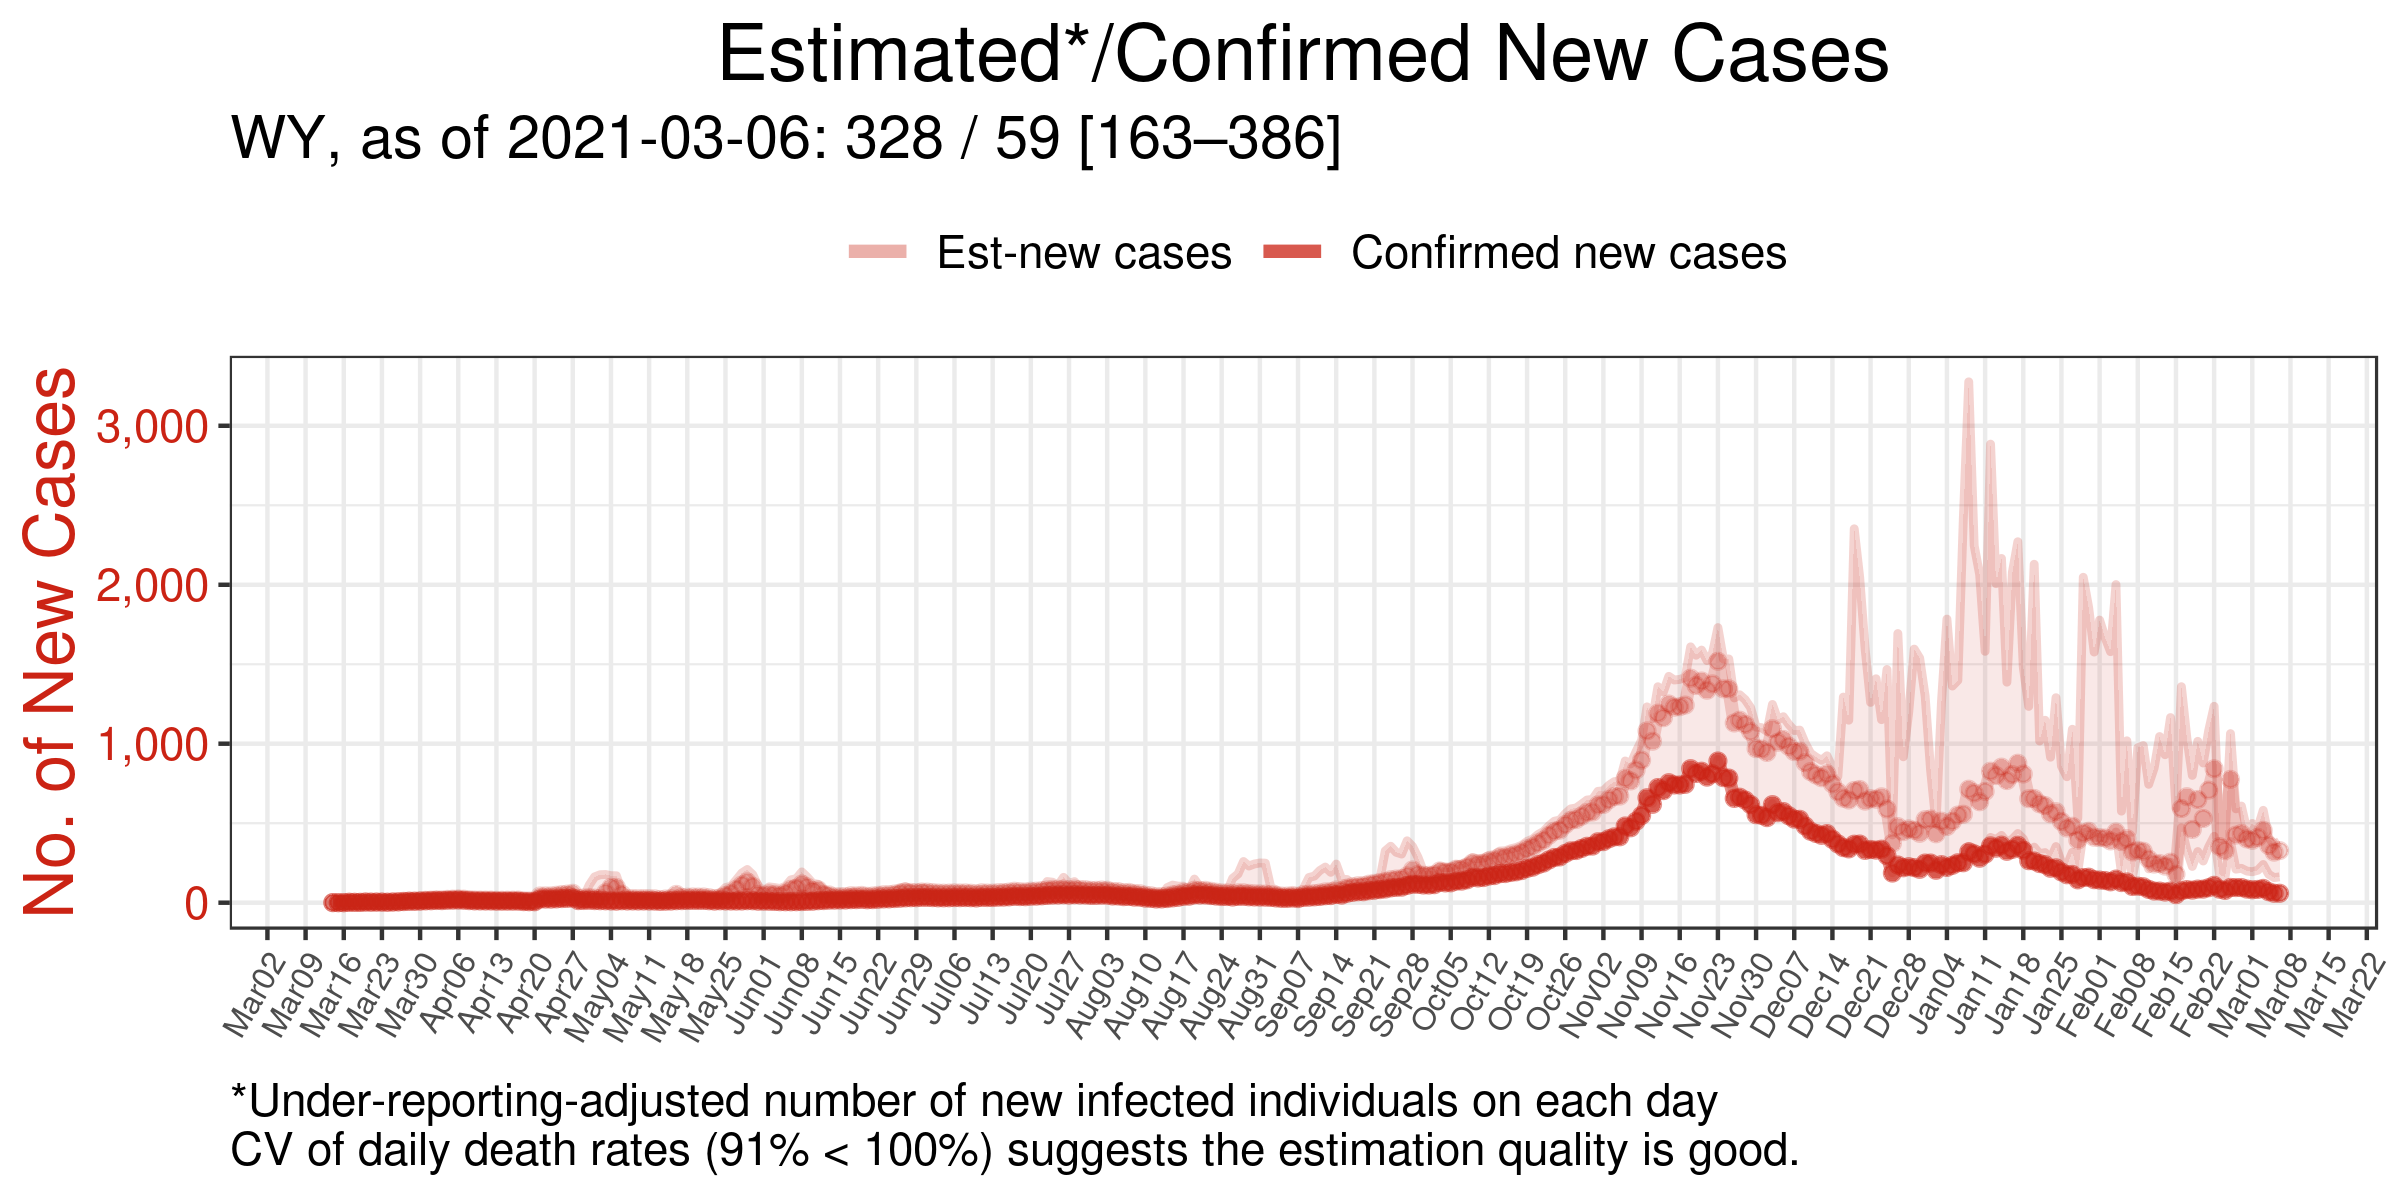 Estimated*/Confirmed New Cases
WY, as of 2021-03-06: 328 / 59 [163–386]
Est-new cases Confirmed new cases
No. of New Cases
3,000
2,000
1,000
0
Mar02 Mar09 Mar16 Mar23 Mar30 Apr06 Apr13 Apr20 Apr27 May04 May11 May18 May25 Jun01 Jun08 Jun15 Jun22 Jun29 Jul06 Jul13 Jul20 Jul27 Aug03 Aug10 Aug17 Aug24 Aug31 Sep07 Sep14 Sep21 Sep28 Oct05 Oct12 Oct19 Oct26 Nov02 Nov09 Nov16 Nov23 Nov30 Dec07 Dec14 Dec21 Dec28 Jan04 Jan11 Jan18 Jan25 Feb01 Feb08 Feb15 Feb22 Mar01 Mar08 Mar15 Mar22
*Under-reporting-adjusted number of new infected individuals on each day
CV of daily death rates (91% < 100%) suggests the estimation quality is good.